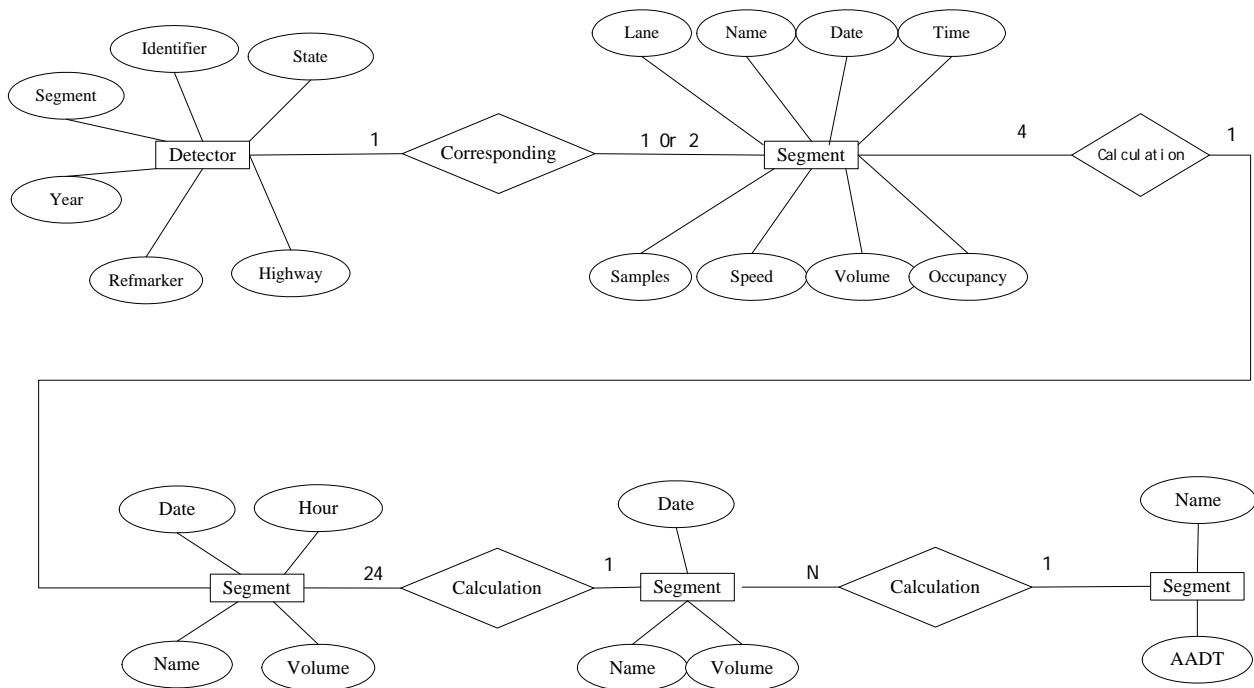 Lane Name Date Time
Identifier State
Segment
Detector 1 Corresponding 1 0r 2 Segment 4 Calculation 1
Year
Refmarker Highway Samples Speed Volume Occupancy
Date Hour Date Name
Segment 24 Calculation 1 Segment N Calculation 1 Segment
Name Volume Name Volume AADT